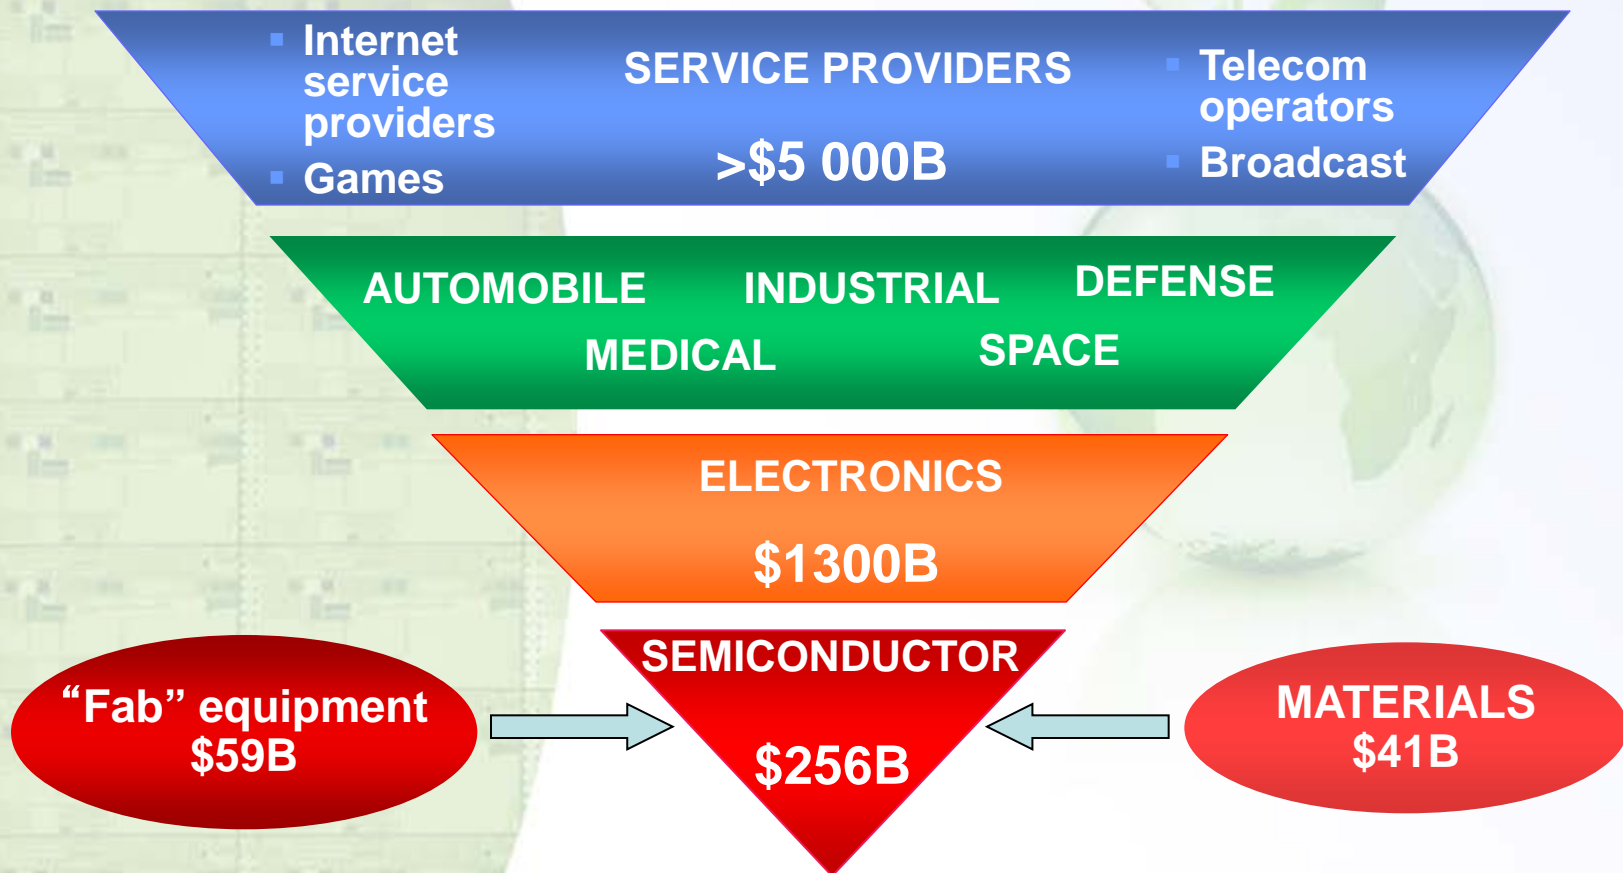 Internet
service
providers
Games
SERVICE PROVIDERS
>$5 000B
Telecom
operators
Broadcast
AUTOMOBILE
INDUSTRIAL
DEFENSE
MEDICAL
SPACE
ELECTRONICS
$1300B
SEMICONDUCTOR
$256B
“Fab” equipment
$59B
MATERIALS
$41B